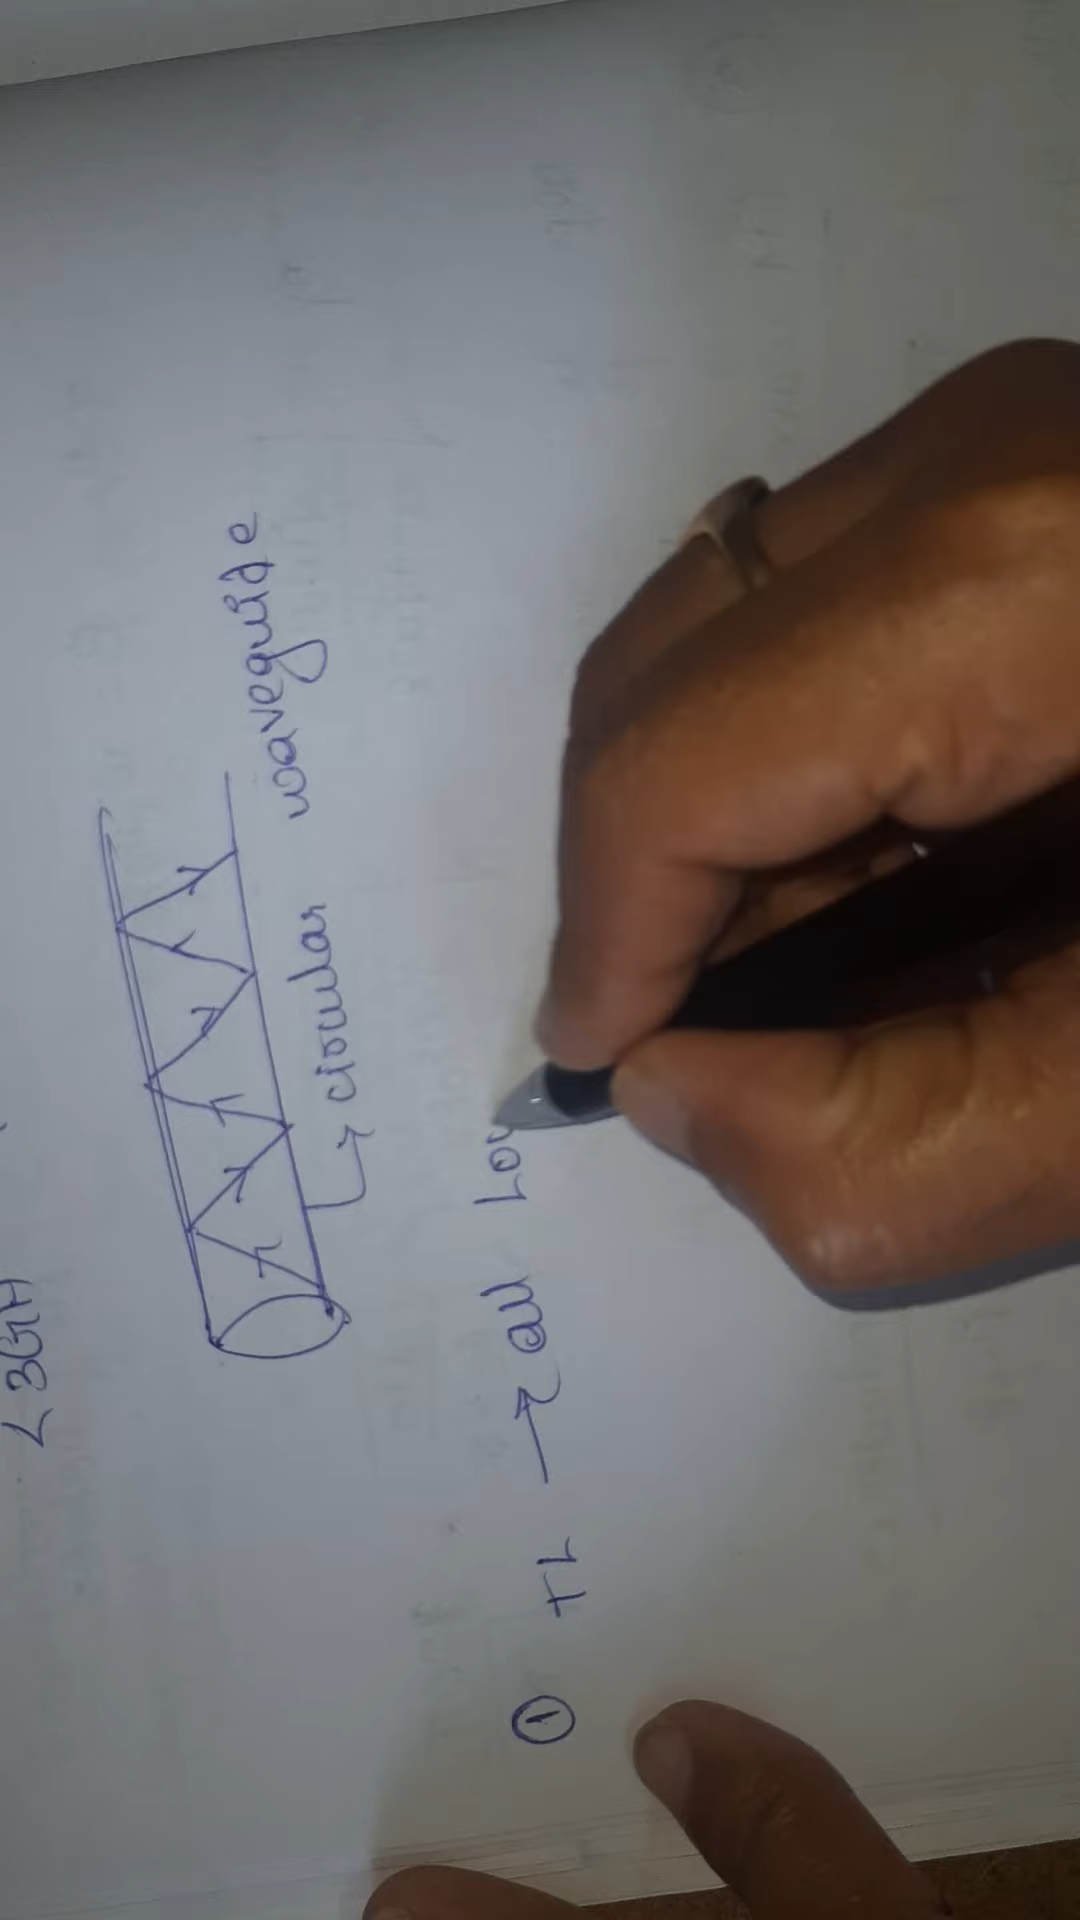 < 3GH
↳ circular waveguide
① TL → all Lo